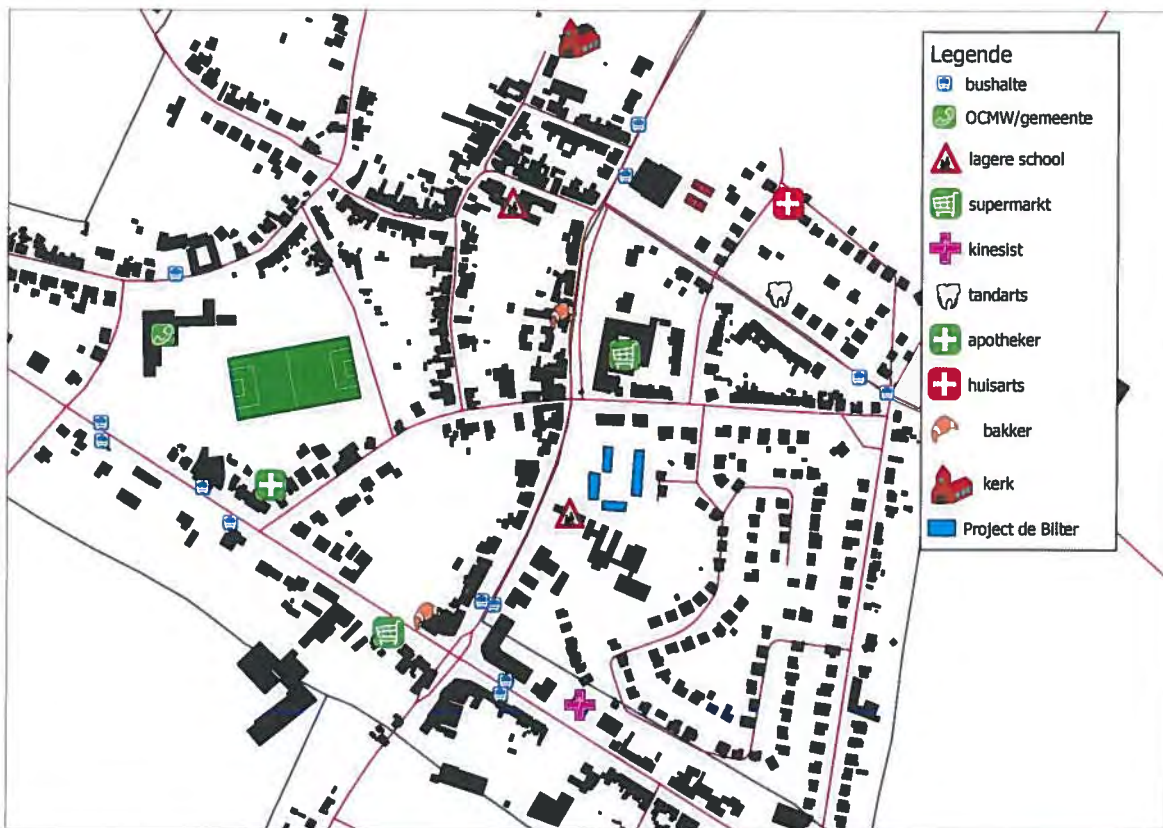 Legende
bushalte
OCMW/gemeente
lagere school
supermarkt
kinesist
tandarts
apotheker
huisarts
bakker
kerk
Project de Bilter